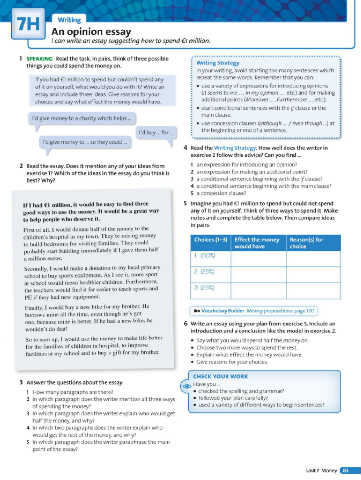 7H
Writing
An opinion essay
I can write an essay suggesting how to spend €1 million.
1 SPEAKING Read the task, in pairs, think of three possible
things you could spend the money on.
If you had €1 million to spend but couldn't spend any
of it on yourself, what would you do with it? Write an
essay and include three ideas. Give reasons for your
choices and say what effect the money would have.
I'd give money to a charity which helps ...
I'd buy ... for ...
I'd give money to ... so they could ...
2 Read the essay. Does it mention any of your ideas from
exercise 1? Which of the ideas in the essay do you think is
best? Why?
If I had €1 million, it would be easy to find three
good ways to use the money. It would be a great way
to help people who deserve it.
First of all, I would donate half of the money to the
children's hospital in my town. They're raising money
to build bedrooms for visiting families. They could
probably start building immediately if I gave them half
a million euros.
Secondly, I would make a donation to my local primary
school to buy sports equipment. As I see it, more sport
in school would mean healthier children. Furthermore,
the teachers would find it far easier to teach sports and
PE if they had new equipment.
Finally, I would buy a new bike for my brother. He
borrows mine all the time, even though he's got
one, because mine is better. If he had a new bike, he
wouldn't do that!
So to sum up, I would use the money to make life better
for the families of children in hospital, to improve
facilities at my school and to buy a gift for my brother.
3 Answer the questions about the essay.
1 How many paragraphs are there?
2 In which paragraph does the writer mention all three ways
of spending the money?
3 In which paragraph does the writer explain who would get
half the money, and why?
4 In which two paragraphs does the writer explain who
would get the rest of the money, and why?
5 In which paragraph does the writer paraphrase the main
point of the essay?
Writing Strategy
In your writing, avoid starting too many sentences which
repeat the same words. Remember that you can:
• use a variety of expressions for introducing opinions
(It seems to me ..., In my opinion ..., etc.) and for making
additional points (Moreover ..., Furthermore ..., etc.).
• use conditional sentences with the if clause or the
main clause.
• use concession clauses (although ... / even though ...) at
the beginning or end of a sentence.
4 Read the Writing Strategy. How well does the writer in
exercise 2 follow this advice? Can you find ...
1 an expression for introducing an opinion?
2 an expression for making an additional point?
3 a conditional sentence beginning with the if clause?
4 a conditional sentence beginning with the main clause?
5 a concession clause?
5 Imagine you had €1 million to spend but could not spend
any of it on yourself. Think of three ways to spend it. Make
notes and complete the table below. Then compare ideas
in pairs.
Choices (1–3)
Effect the money
would have
Reason(s) for
choice
1 (50%)
2 (25%)
3 (25%)
Vocabulary Builder
6 Write an essay using your plan from exercise 5. Include an
introduction and a conclusion like the model in exercise 2.
• Say what you would spend half the money on.
• Choose two more ways to spend the rest.
• Explain what effect the money would have.
• Give reasons for your choices.
CHECK YOUR WORK
Have you ...
• checked the spelling and grammar?
• followed your plan carefully?
• used a variety of different ways to begin sentences?
Unit 7 Money